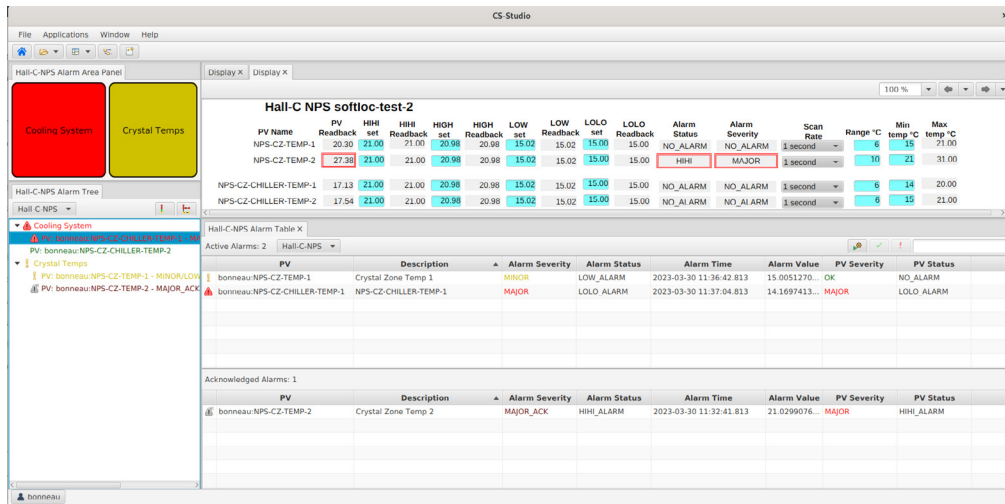 CS-Studio
File Applications Window Help
Hall-C-NPS Alarm Area Panel
Cooling System Crystal Temps
Hall-C-NPS Alarm Tree
Hall-C-NPS
Cooling System
PV: bonneau:NPS-CZ-CHILLER-TEMP-1 - MA
PV: bonneau:NPS-CZ-CHILLER-TEMP-2
Crystal Temps
PV: bonneau:NPS-CZ-TEMP-1 - MINOR/LOW
PV: bonneau:NPS-CZ-TEMP-2 - MAJOR_ACK
Display X Display X
100 %
Hall-C NPS softloc-test-2
PV Name PV Readback HIHI set HIHI Readback HIGH set HIGH Readback LOW set LOW Readback LOLO set LOLO Readback Alarm Status Alarm Severity Scan Rate Range °C Min temp °C Max temp °C
NPS-CZ-TEMP-1 20.30 21.00 21.00 20.98 20.98 15.02 15.02 15.00 15.00 NO_ALARM NO_ALARM 1 second 6 15 21.00
NPS-CZ-TEMP-2 27.38 21.00 21.00 20.98 20.98 15.02 15.02 15.00 15.00 HIHI MAJOR 1 second 10 21 31.00
NPS-CZ-CHILLER-TEMP-1 17.13 21.00 21.00 20.98 20.98 15.02 15.02 15.00 15.00 NO_ALARM NO_ALARM 1 second 6 14 20.00
NPS-CZ-CHILLER-TEMP-2 17.54 21.00 21.00 20.98 20.98 15.02 15.02 15.00 15.00 NO_ALARM NO_ALARM 1 second 6 15 21.00
Hall-C-NPS Alarm Table X
Active Alarms: 2 Hall-C-NPS
PV Description Alarm Severity Alarm Status Alarm Time Alarm Value PV Severity PV Status
bonneau:NPS-CZ-TEMP-1 Crystal Zone Temp 1 MINOR LOW_ALARM 2023-03-30 11:36:42.813 15.0051270... OK NO_ALARM
bonneau:NPS-CZ-CHILLER-TEMP-1 NPS-CZ-CHILLER-TEMP-1 MAJOR LOLO_ALARM 2023-03-30 11:37:04.813 14.1697413... MAJOR LOLO_ALARM
Acknowledged Alarms: 1
PV Description Alarm Severity Alarm Status Alarm Time Alarm Value PV Severity PV Status
bonneau:NPS-CZ-TEMP-2 Crystal Zone Temp 2 MAJOR_ACK HIHI_ALARM 2023-03-30 11:32:41.813 21.0299076... MAJOR HIHI_ALARM
bonneau